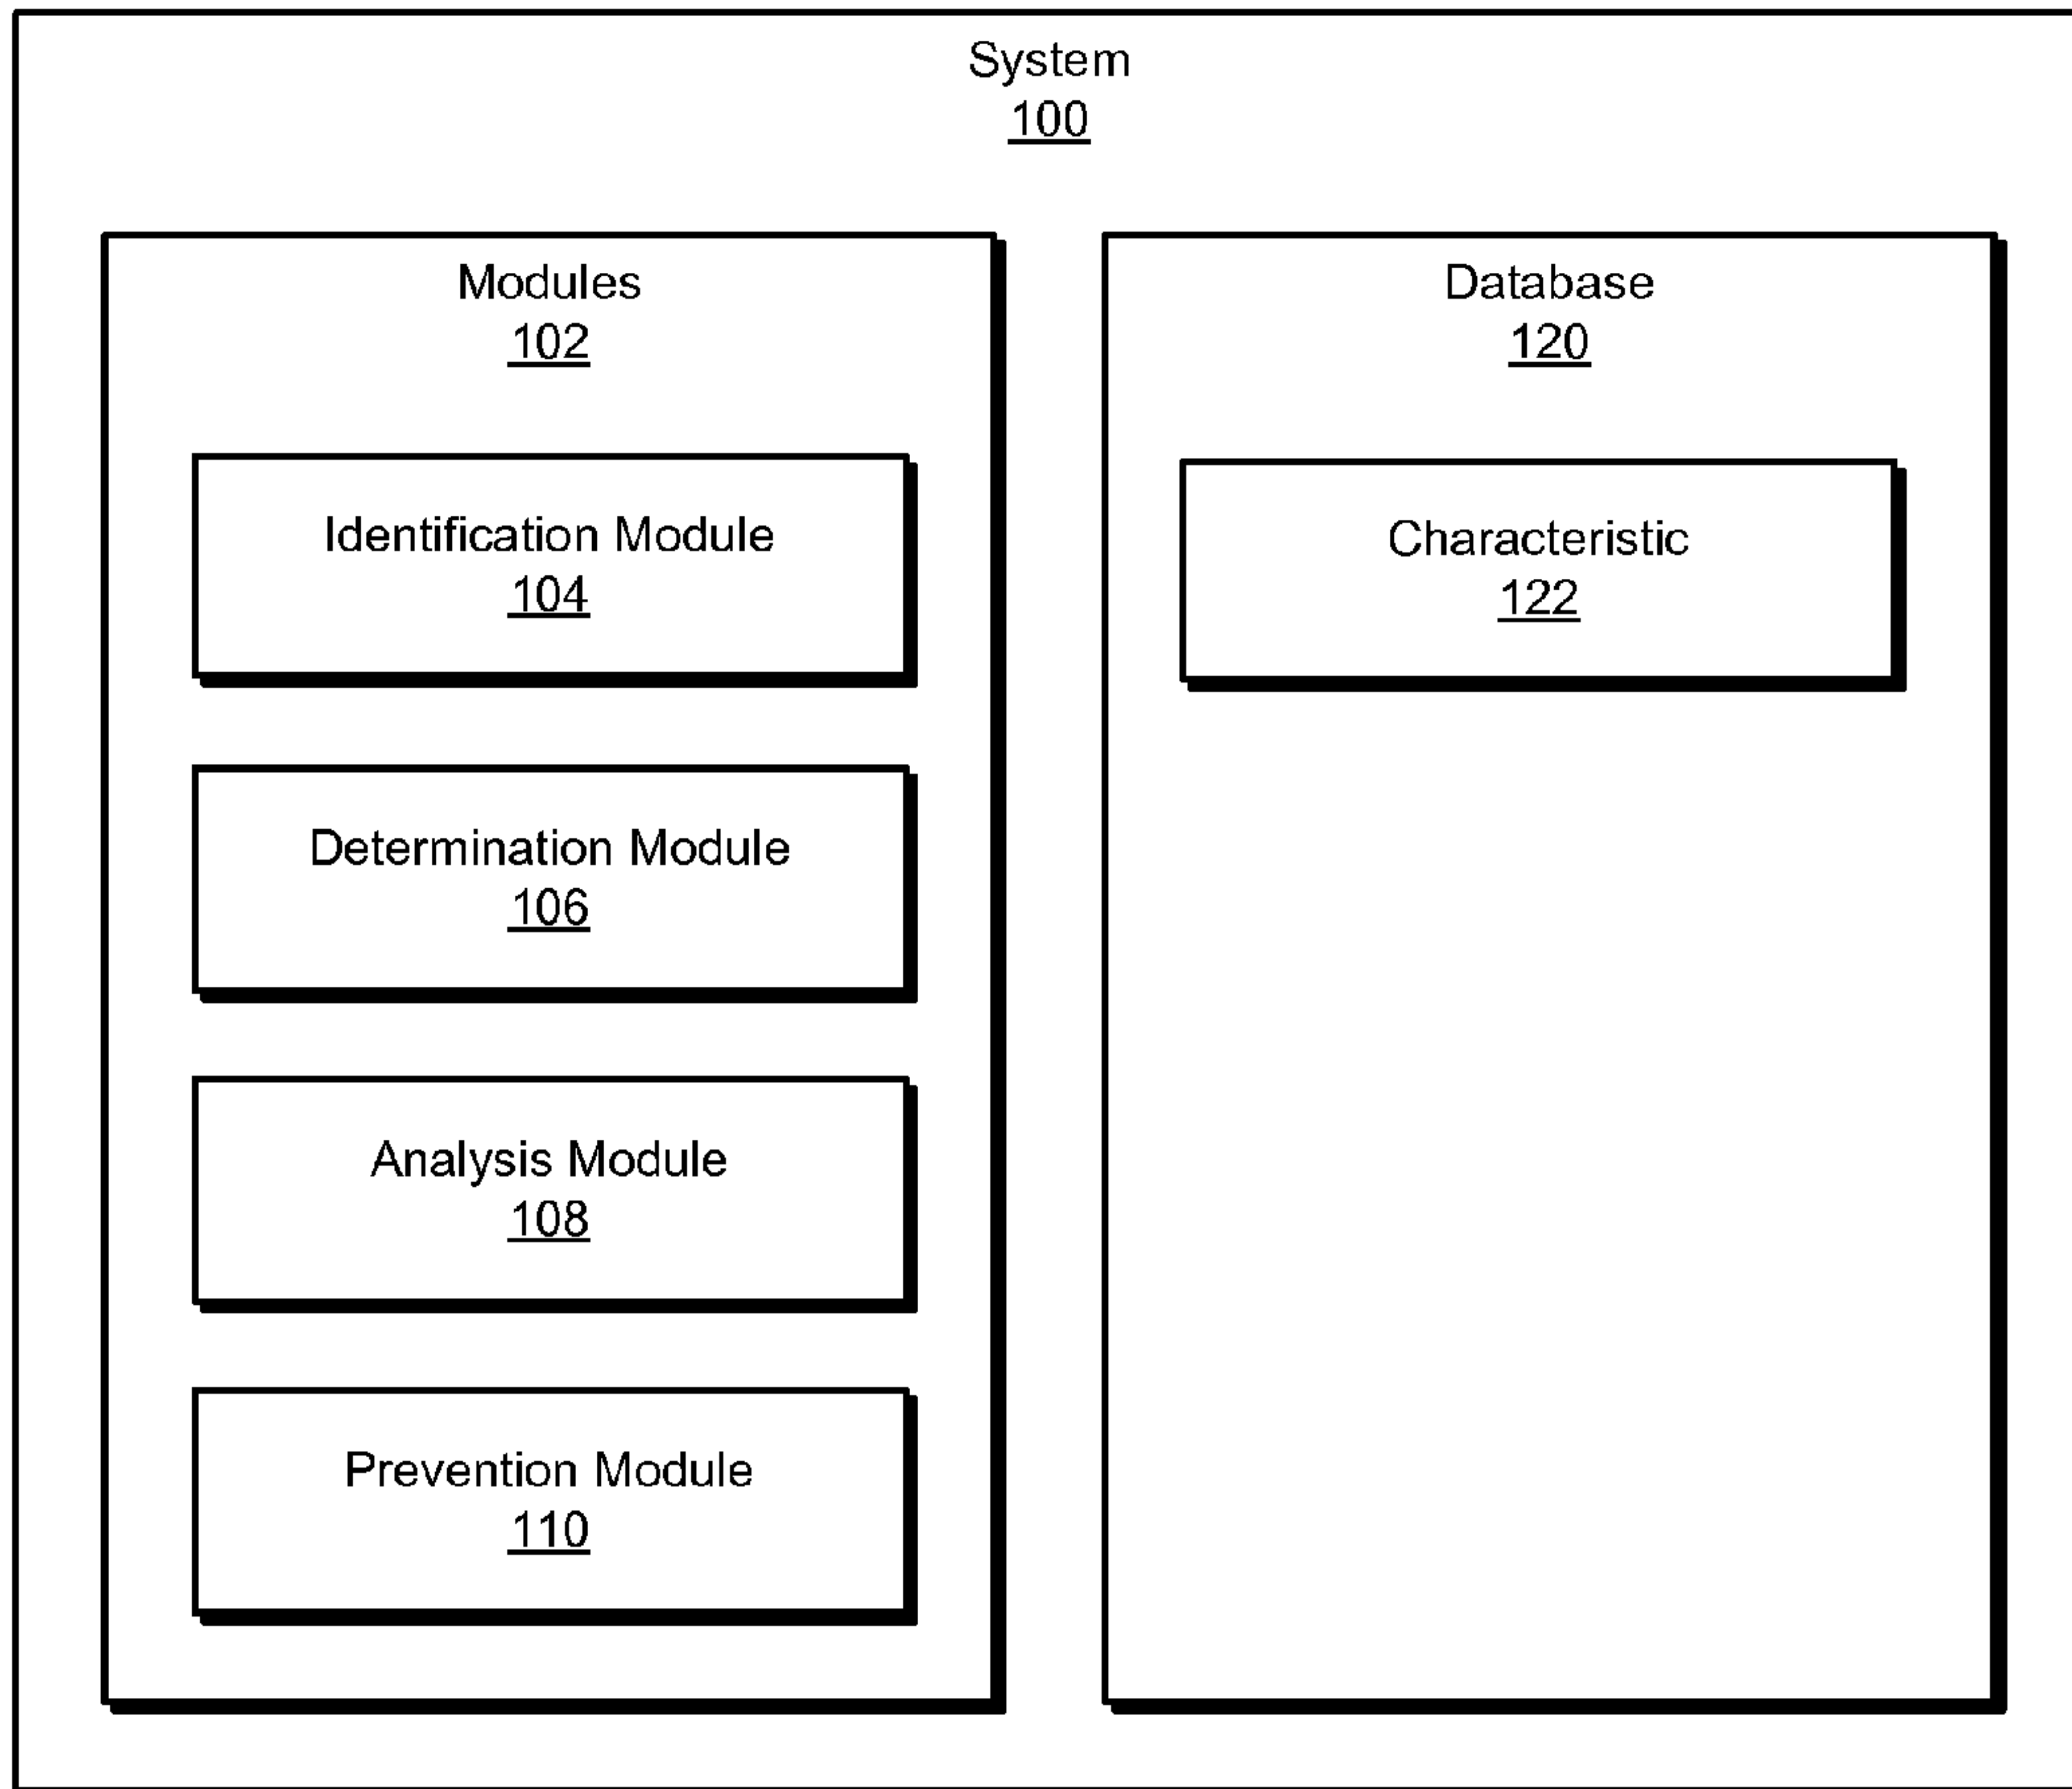 System
100
Modules
102
Identification Module
104
Determination Module
106
Analysis Module
108
Prevention Module
110
Database
120
Characteristic
122